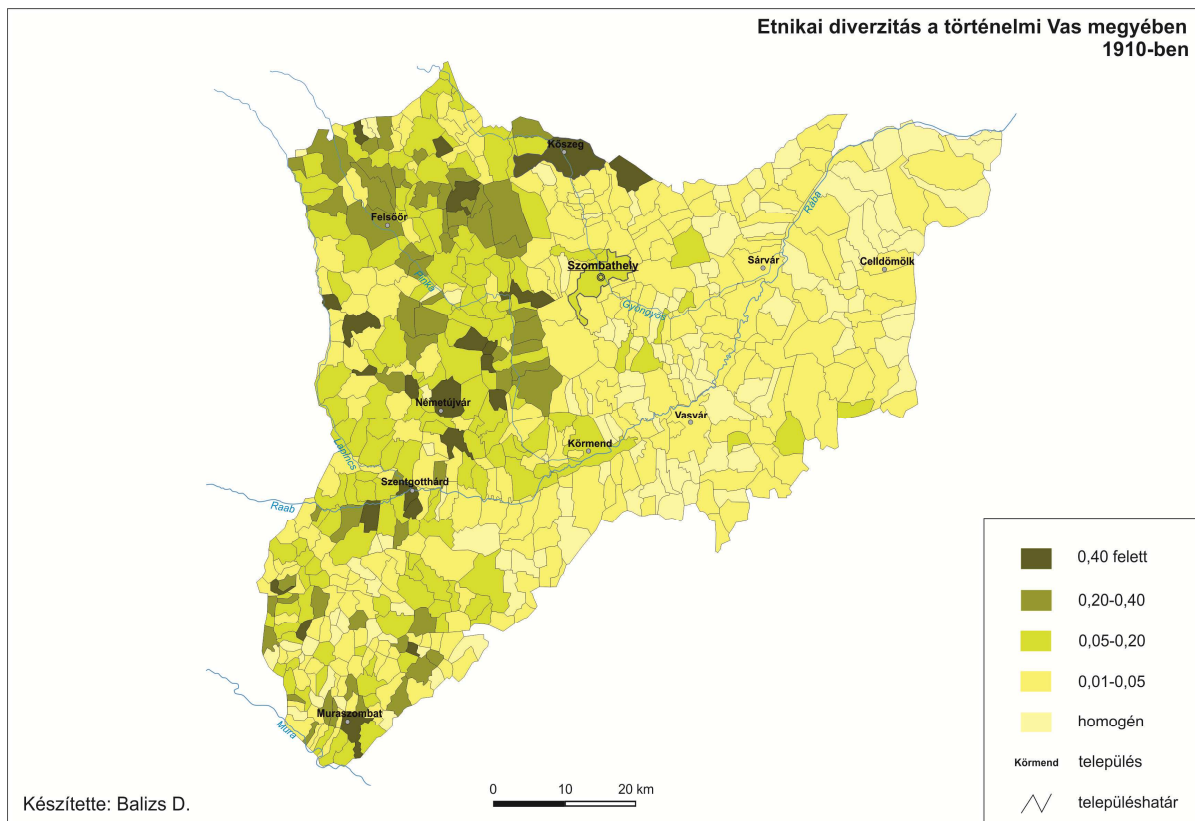 Etnikai diverzitás a történelmi Vas megyében
1910-ben
Kőszeg
Felsőőr
Rába
Szombathely
Sárvár
Celldömölk
Pinka
Gyöngyös
Németújvár
Vasvár
Körmend
Lapincs
Szentgotthárd
Raab
Muraszombat
Mura
0,40 felett
0,20-0,40
0,05-0,20
0,01-0,05
homogén
Körmend település
településhatár
0 10 20 km
Készítette: Balizs D.